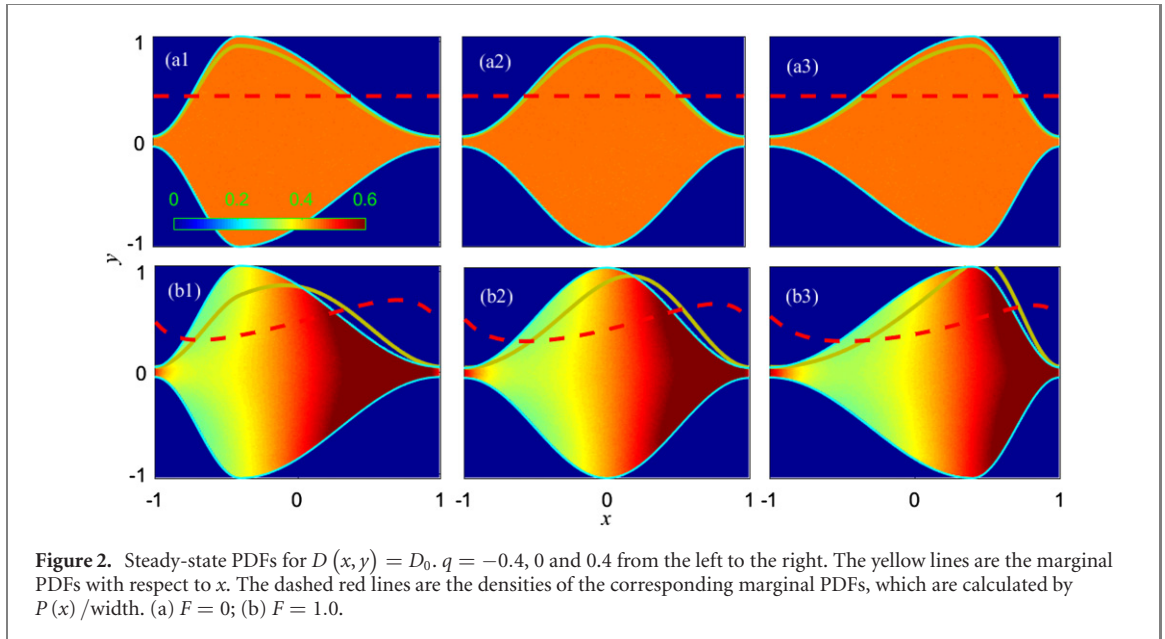 1
(a1
(a2)
(a3)
0
0 0.2 0.4 0.6
-1
y
1
(b1)
(b2)
(b3)
0
-1
-1 0 1 -1 0 1 -1 0 1
x
Figure 2. Steady-state PDFs for D (x, y) = D₀. q = −0.4, 0 and 0.4 from the left to the right. The yellow lines are the marginal
PDFs with respect to x. The dashed red lines are the densities of the corresponding marginal PDFs, which are calculated by
P (x) /width. (a) F = 0; (b) F = 1.0.